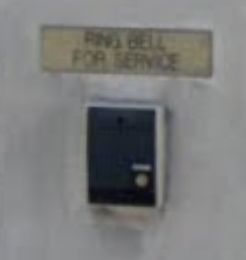 RING BELL
FOR SERVICE